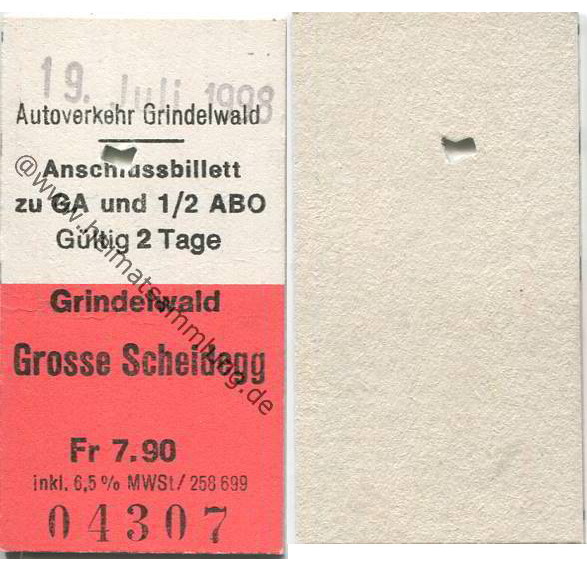 19. Juli 1998
Autoverkehr Grindelwald
Anschlussbillett
zu GA und 1/2 ABO
Gültig 2 Tage
Grindelwald
Grosse Scheidegg
Fr 7.90
inkl. 6,5% MWSt/258 699
04307
@www.heimatsammlung.de